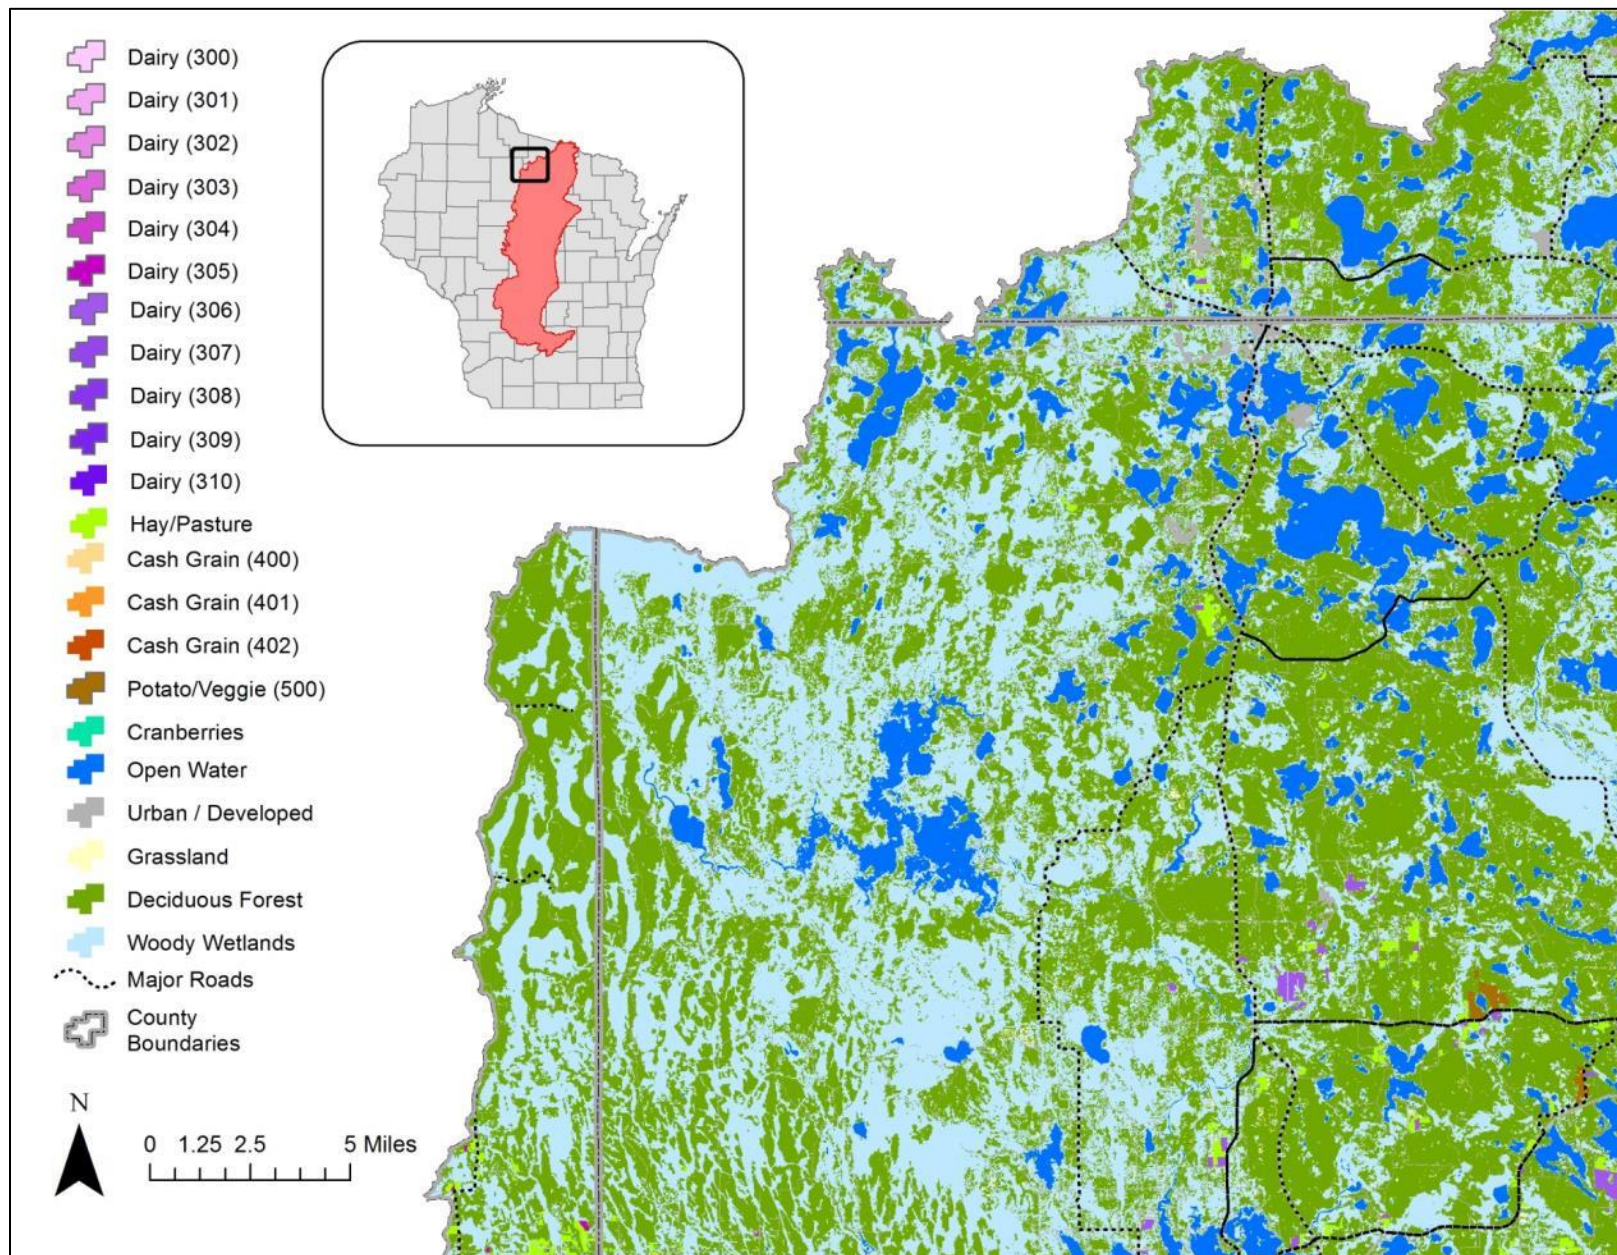 Dairy (300)
Dairy (301)
Dairy (302)
Dairy (303)
Dairy (304)
Dairy (305)
Dairy (306)
Dairy (307)
Dairy (308)
Dairy (309)
Dairy (310)
Hay/Pasture
Cash Grain (400)
Cash Grain (401)
Cash Grain (402)
Potato/Veggie (500)
Cranberries
Open Water
Urban / Developed
Grassland
Deciduous Forest
Woody Wetlands
Major Roads
County
Boundaries
N
0 1.25 2.5 5 Miles